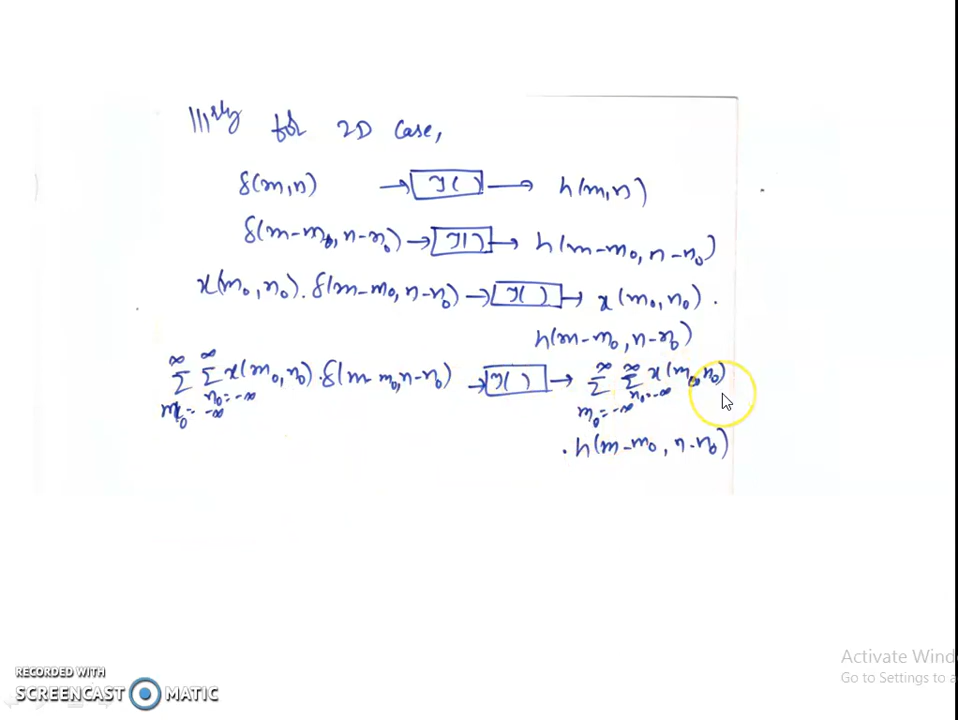 |||rly for 2D case,
δ(m,n) → [T( )] → h(m,n)
δ(m-m₀, n-n₀) → [T( )] → h(m-m₀, n-n₀)
x(m₀,n₀). δ(m-m₀, n-n₀) → [T( )] → x(m₀,n₀) .
h(m-m₀, n-n₀)
∞ ∑ m₀=-∞ ∞ ∑ n₀=-∞ x(m₀,n₀).δ(m-m₀,n-n₀) → [T( )] → ∞ ∑ m₀=-∞ ∞ ∑ n₀=-∞ x(m₀,n₀)
. h(m-m₀, n-n₀)
Activate Wind
Go to Settings to a
RECORDED WITH
SCREENCAST MATIC